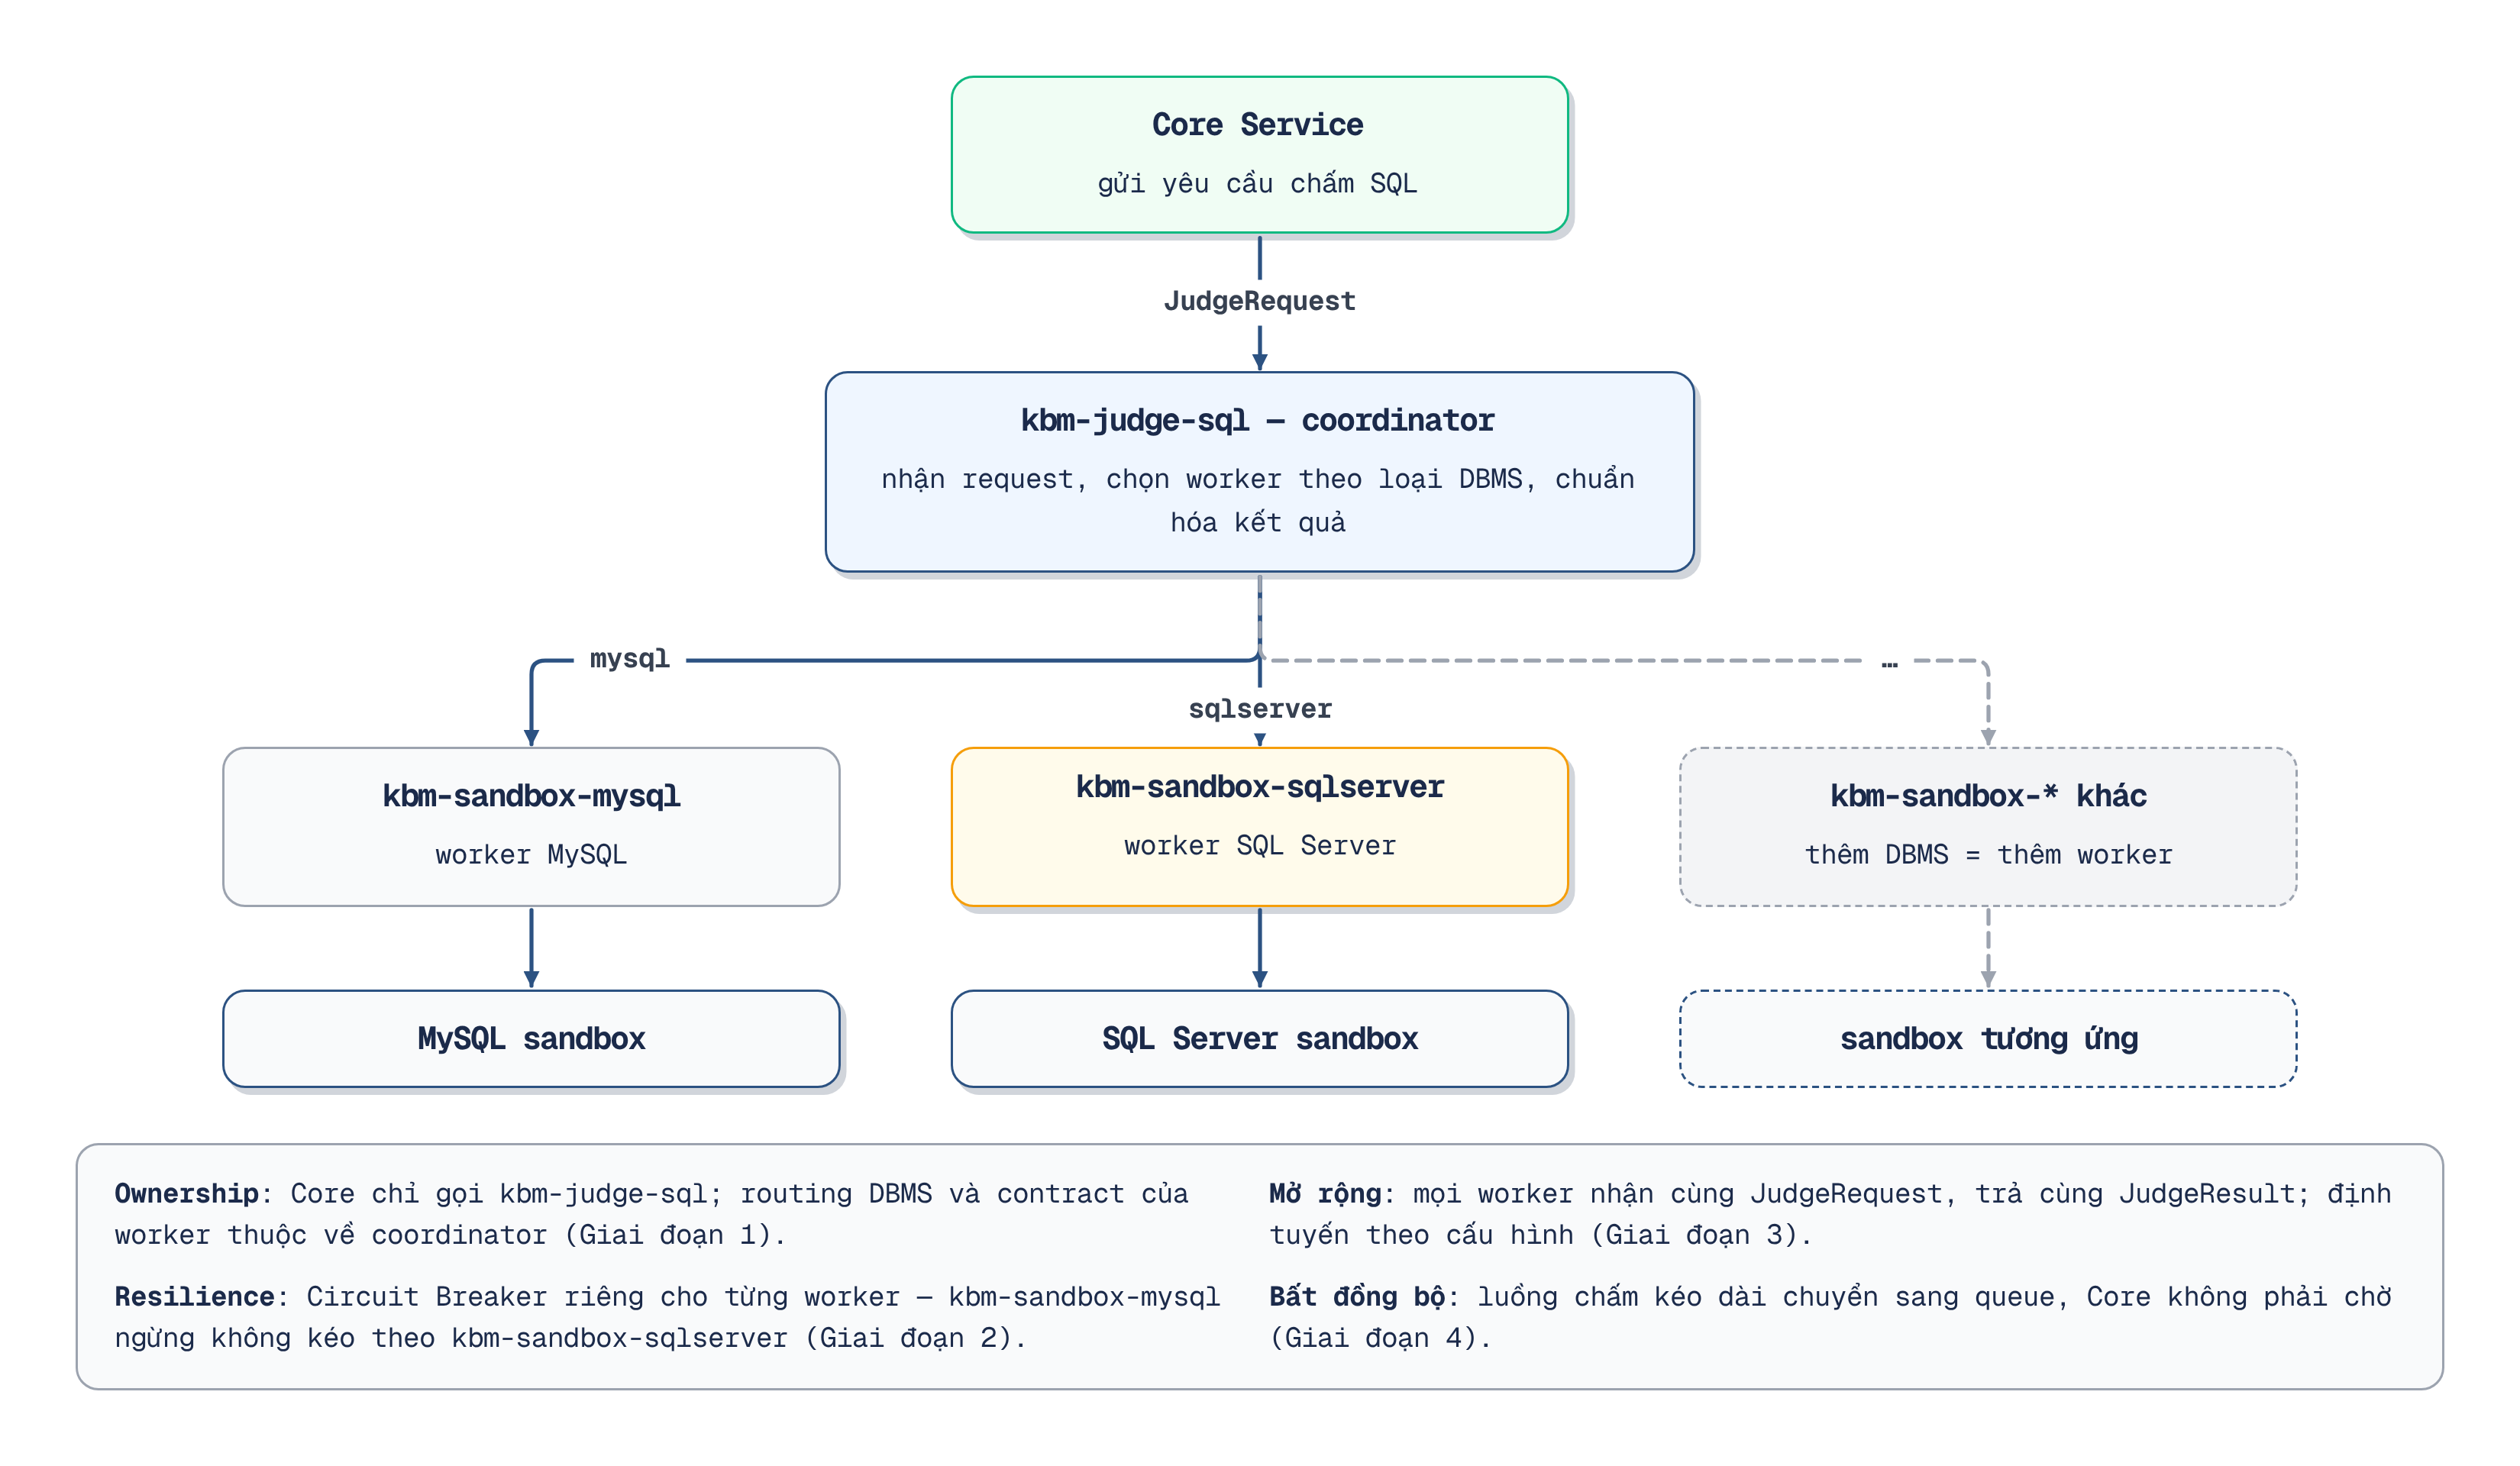 Core Service
gửi yêu cầu chấm SQL
JudgeRequest
kbm-judge-sql — coordinator
nhận request, chọn worker theo loại DBMS, chuẩn
hóa kết quả
mysql
…
sqlserver
kbm-sandbox-mysql
worker MySQL
kbm-sandbox-sqlserver
worker SQL Server
kbm-sandbox-* khác
thêm DBMS = thêm worker
MySQL sandbox
SQL Server sandbox
sandbox tương ứng
Ownership: Core chỉ gọi kbm-judge-sql; routing DBMS và contract của
worker thuộc về coordinator (Giai đoạn 1).
Resilience: Circuit Breaker riêng cho từng worker — kbm-sandbox-mysql
ngừng không kéo theo kbm-sandbox-sqlserver (Giai đoạn 2).
Mở rộng: mọi worker nhận cùng JudgeRequest, trả cùng JudgeResult; định
tuyến theo cấu hình (Giai đoạn 3).
Bất đồng bộ: luồng chấm kéo dài chuyển sang queue, Core không phải chờ
(Giai đoạn 4).